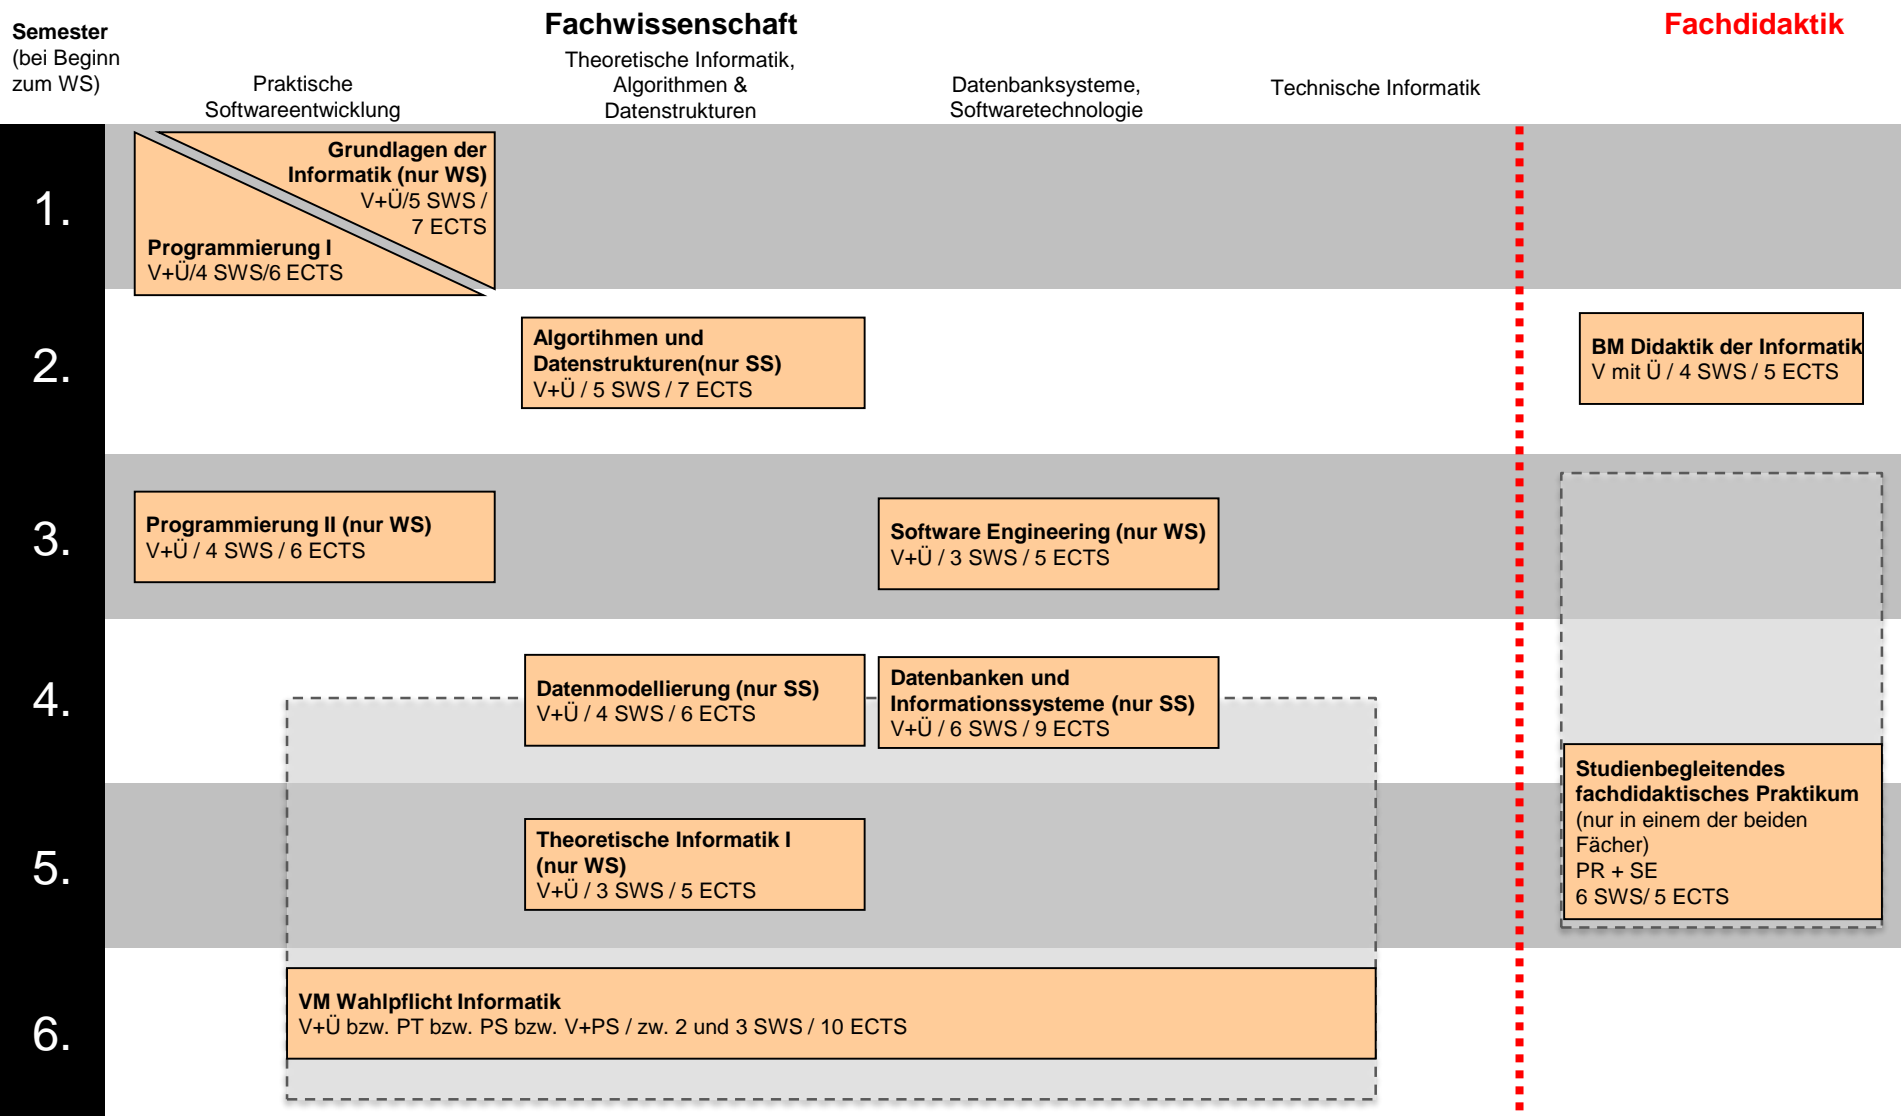 Semester
(bei Beginn
zum WS)
Fachwissenschaft
Fachdidaktik
Praktische
Softwareentwicklung
Theoretische Informatik,
Algorithmen &
Datenstrukturen
Datenbanksysteme,
Softwaretechnologie
Technische Informatik
1.
Grundlagen der
Informatik (nur WS)
V+Ü/5 SWS /
7 ECTS
Programmierung I
V+Ü/4 SWS/6 ECTS
2.
Algortihmen und
Datenstrukturen(nur SS)
V+Ü / 5 SWS / 7 ECTS
BM Didaktik der Informatik
V mit Ü / 4 SWS / 5 ECTS
3.
Programmierung II (nur WS)
V+Ü / 4 SWS / 6 ECTS
Software Engineering (nur WS)
V+Ü / 3 SWS / 5 ECTS
4.
Datenmodellierung (nur SS)
V+Ü / 4 SWS / 6 ECTS
Datenbanken und
Informationssysteme (nur SS)
V+Ü / 6 SWS / 9 ECTS
5.
Theoretische Informatik I
(nur WS)
V+Ü / 3 SWS / 5 ECTS
Studienbegleitendes
fachdidaktisches Praktikum
(nur in einem der beiden
Fächer)
PR + SE
6 SWS/ 5 ECTS
6.
VM Wahlpflicht Informatik
V+Ü bzw. PT bzw. PS bzw. V+PS / zw. 2 und 3 SWS / 10 ECTS